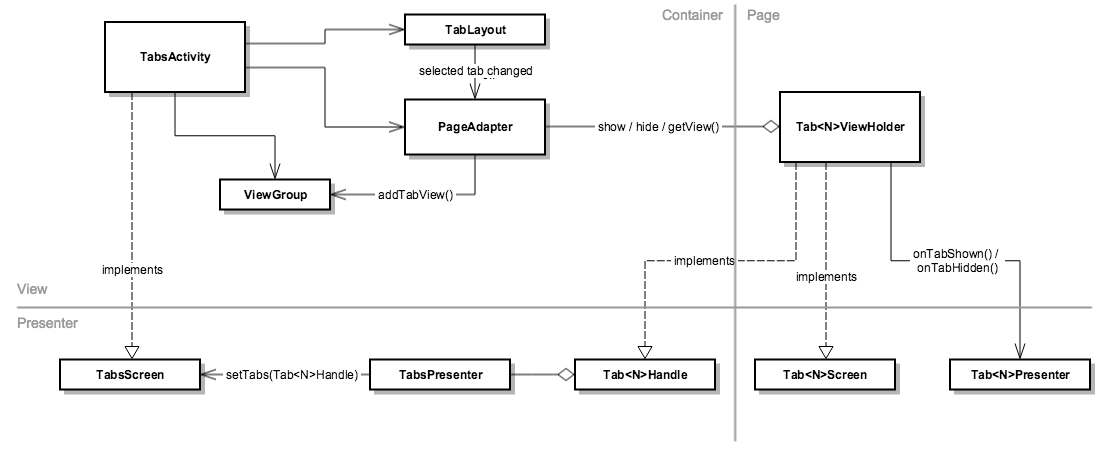 Container
Page
TabsActivity
TabLayout
selected tab changed
PageAdapter
show / hide / getView()
Tab<N>ViewHolder
ViewGroup
addTabView()
implements
implements
implements
onTabShown() /
onTabHidden()
View
Presenter
TabsScreen
setTabs(Tab<N>Handle)
TabsPresenter
Tab<N>Handle
Tab<N>Screen
Tab<N>Presenter